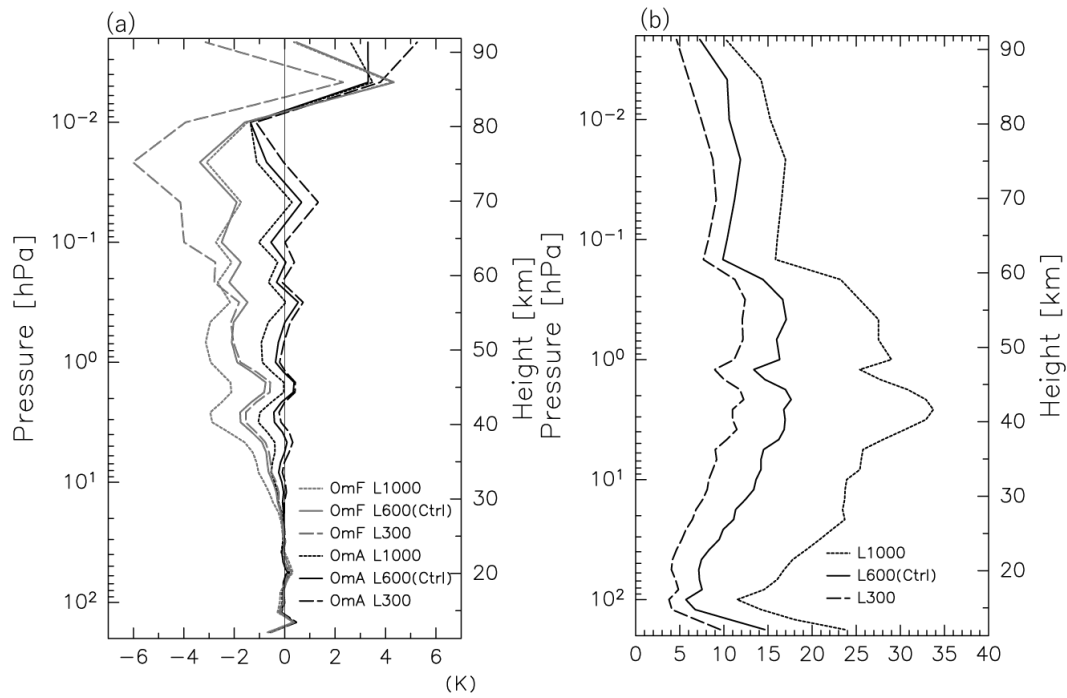 (a)
(b)
Pressure [hPa]
10⁻²
10⁻¹
10⁰
10¹
10²
−6 −4 −2 0 2 4 6
(K)
90
80
70
60
50
40
30
20
Height [km]
OmF L1000
OmF L600(Ctrl)
OmF L300
OmA L1000
OmA L600(Ctrl)
OmA L300
Pressure [hPa]
10⁻²
10⁻¹
10⁰
10¹
10²
0 5 10 15 20 25 30 35 40
90
80
70
60
50
40
30
20
Height [km]
L1000
L600(Ctrl)
L300